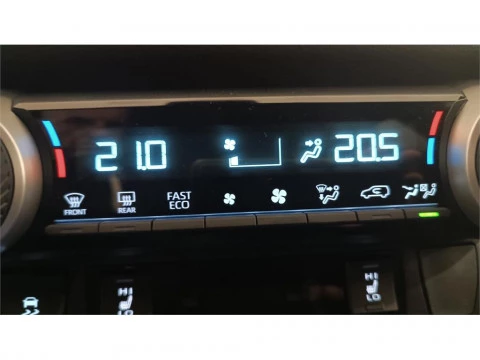 21.0 20.5
FRONT REAR FAST ECO
HI HI
LO LO